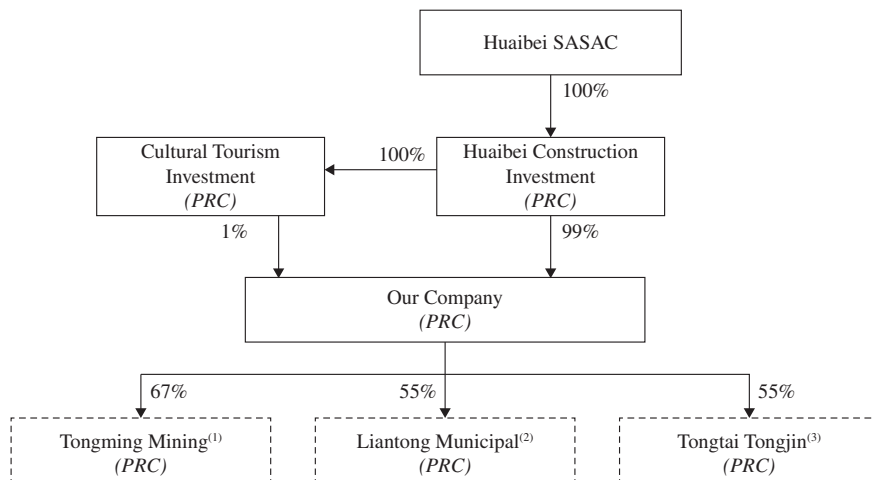 Huaibei SASAC
100%
Cultural Tourism
Investment
(PRC)
100%
Huaibei Construction
Investment
(PRC)
1%
99%
Our Company
(PRC)
67%
55%
55%
Tongming Mining(1)
(PRC)
Liantong Municipal(2)
(PRC)
Tongtai Tongjin(3)
(PRC)